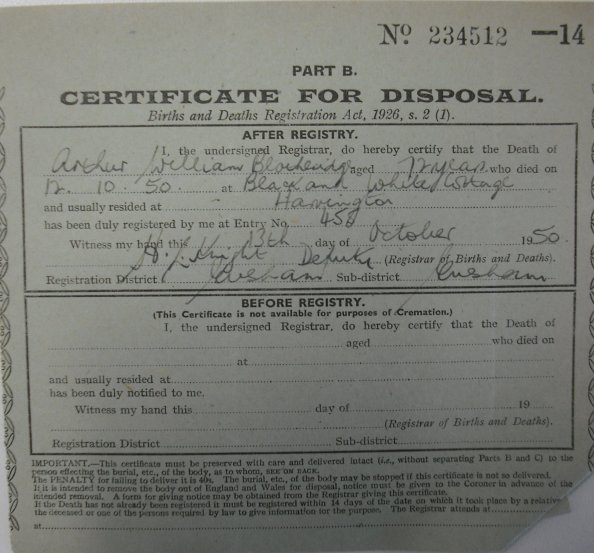 No 234512 —14
PART B.
CERTIFICATE FOR DISPOSAL.
Births and Deaths Registration Act, 1926, s. 2 (1).
AFTER REGISTRY.
I, the undersigned Registrar, do hereby certify that the Death of
Arthur William aged 72 years who died on
12. 10. 50. at Black and White Cottage
and usually resided at Harvington
has been duly registered by me at Entry No. 458
Witness my hand this 13th day of October 1950.
H. J. Knight Deputy (Registrar of Births and Deaths).
Registration District Evesham Sub-district Evesham
BEFORE REGISTRY.
(This Certificate is not available for purposes of Cremation.)
I, the undersigned Registrar, do hereby certify that the Death of
aged who died on
at
and usually resided at
has been duly notified to me.
Witness my hand this day of 19
(Registrar of Births and Deaths).
Registration District Sub-district
IMPORTANT.—This certificate must be preserved with care and delivered intact (i.e., without separating Parts B and C) to the
person effecting the burial, etc., of the body, as to whom, SEE ON BACK.
The PENALTY for failing to deliver it is 40s. The burial, etc., of the body may be stopped if this certificate is not so delivered.
If it is intended to remove the body out of England and Wales for disposal, notice must be given to the Coroner in advance of the
intended removal. A form for giving notice may be obtained from the Registrar giving this certificate.
If the Death has not already been registered it must be registered within 14 days of the date on which it took place by a relative
the deceased or one of the persons required by law to give information for the purpose. The Registrar attends at
at